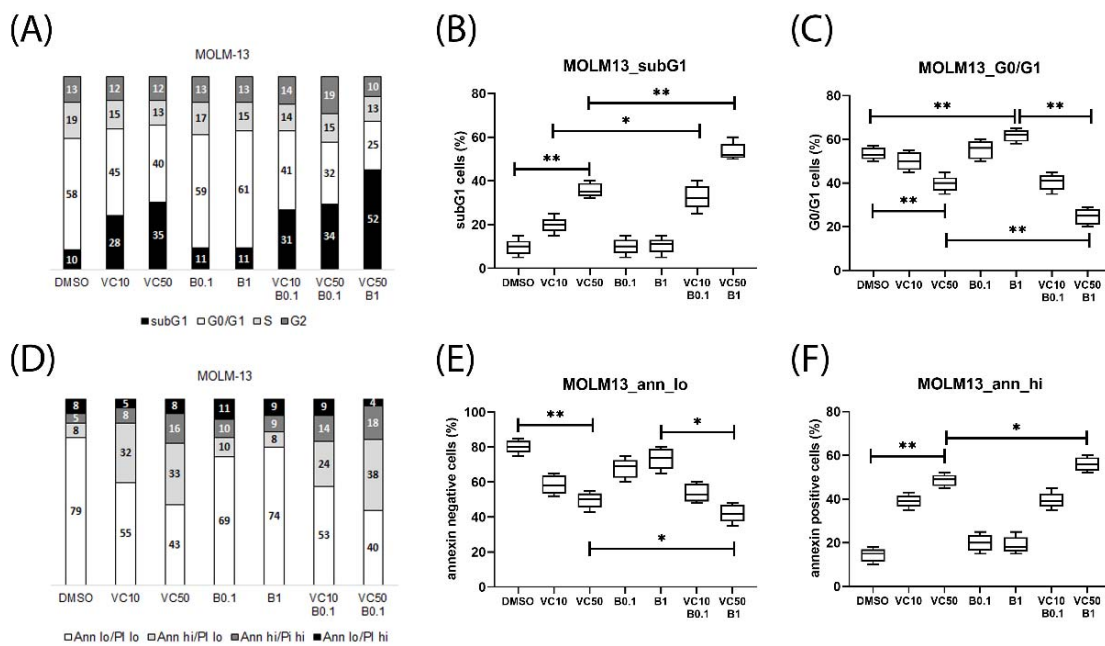 (A)
MOLM-13
13 12 12 13 13 14 19 10
19 15 13 17 15 14 15 13
58 45 40 59 61 41 32 25
10 28 35 11 11 31 34 52
DMSO VC10 VC50 B0.1 B1 VC10 VC50 VC50
B0.1 B0.1 B1
subG1 G0/G1 S G2
(B)
MOLM13_subG1
subG1 cells (%)
80
60
40
20
0
**
*
**
DMSO VC10 VC50 B0.1 B1 VC10 VC50
B0.1 B1
(C)
MOLM13_G0/G1
G0/G1 cells (%)
80
60
40
20
0
** **
**
**
DMSO VC10 VC50 B0.1 B1 VC10 VC50
B0.1 B1
(D)
MOLM-13
8 5 8 11 9 9 4
5 8 16 10 9 14 18
8 32 33 10 8 24 38
79 55 43 69 74 53 40
DMSO VC10 VC50 B0.1 B1 VC10 VC50
B0.1 B0.1
Ann lo/PI lo Ann hi/PI lo Ann hi/Pi hi Ann lo/PI hi
(E)
MOLM13_ann_lo
annexin negative cells (%)
100
80
60
40
20
0
** *
*
DMSO VC10 VC50 B0.1 B1 VC10 VC50
B0.1 B1
(F)
MOLM13_ann_hi
annexin positive cells (%)
80
60
40
20
0
** *
DMSO VC10 VC50 B0.1 B1 VC10 VC50
B0.1 B1